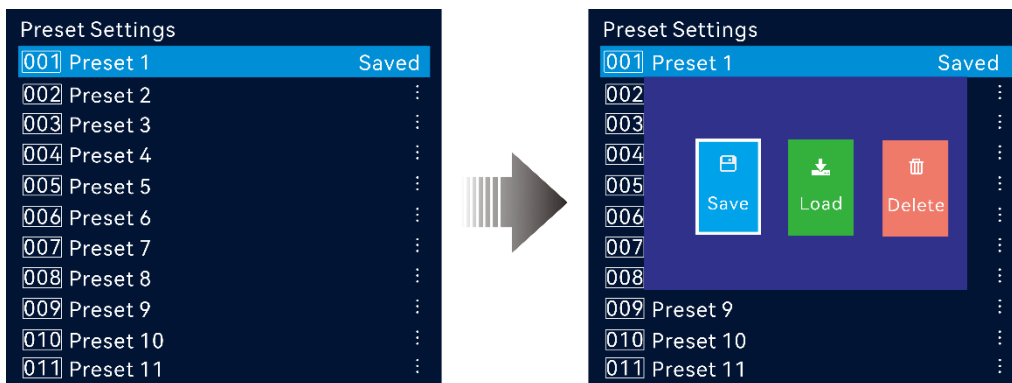 Preset Settings
001 Preset 1 Saved
002 Preset 2
003 Preset 3
004 Preset 4
005 Preset 5
006 Preset 6
007 Preset 7
008 Preset 8
009 Preset 9
010 Preset 10
011 Preset 11
Preset Settings
001 Preset 1 Saved
002
003
004
005
006
007
008
Save Load Delete
009 Preset 9
010 Preset 10
011 Preset 11